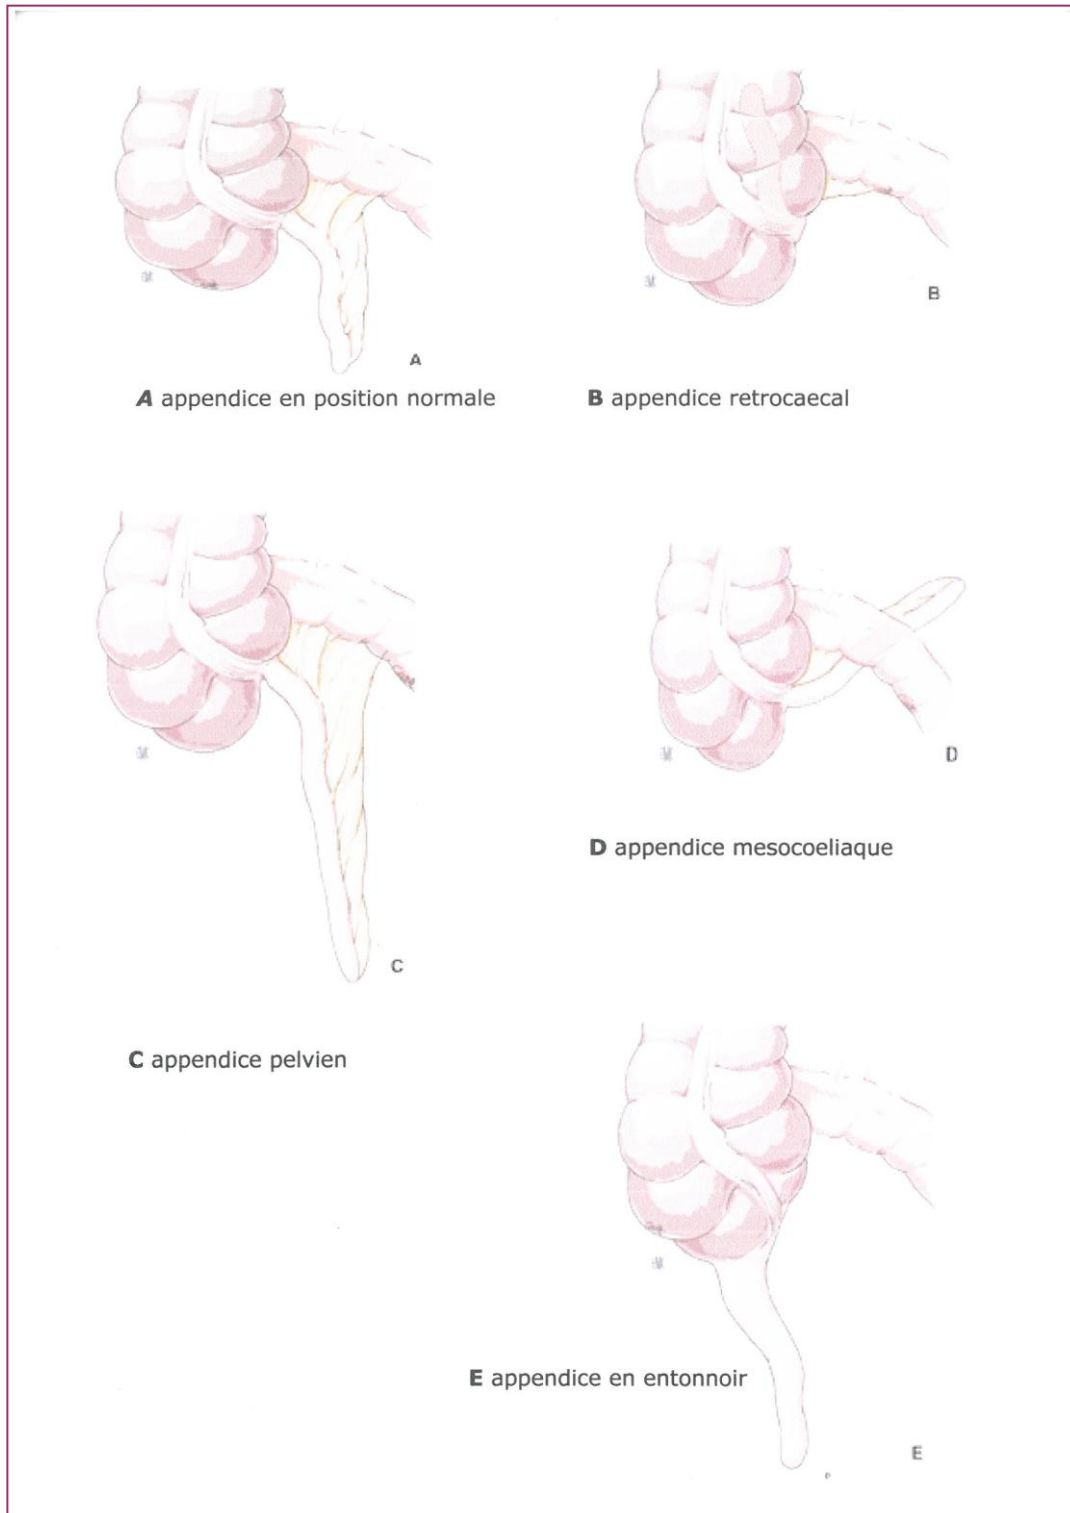 A
B
A appendice en position normale
B appendice retrocaecal
D
D appendice mesocoeliaque
C
C appendice pelvien
E appendice en entonnoir
E